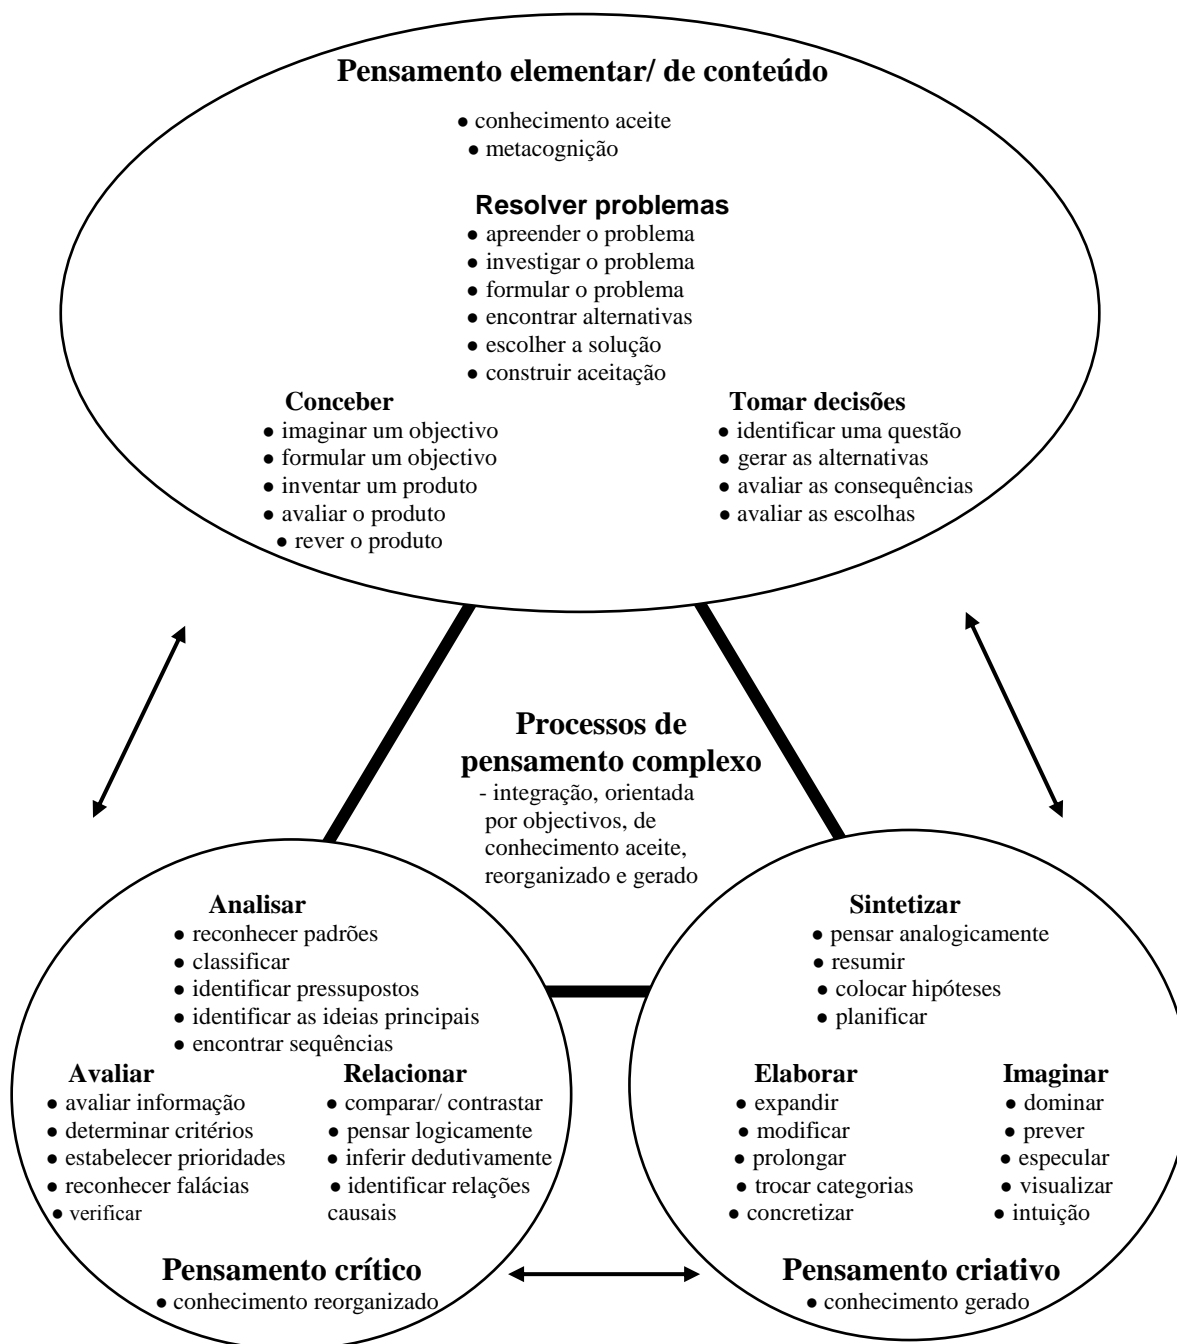 Pensamento elementar/ de conteúdo
● conhecimento aceite
● metacognição
Resolver problemas
● apreender o problema
● investigar o problema
● formular o problema
● encontrar alternativas
● escolher a solução
● construir aceitação
Conceber
● imaginar um objectivo
● formular um objectivo
● inventar um produto
● avaliar o produto
● rever o produto
Tomar decisões
● identificar uma questão
● gerar as alternativas
● avaliar as consequências
● avaliar as escolhas
Processos de
pensamento complexo
- integração, orientada
por objectivos, de
conhecimento aceite,
reorganizado e gerado
Analisar
● reconhecer padrões
● classificar
● identificar pressupostos
● identificar as ideias principais
● encontrar sequências
Avaliar
● avaliar informação
● determinar critérios
● estabelecer prioridades
● reconhecer falácias
● verificar
Relacionar
● comparar/ contrastar
● pensar logicamente
● inferir dedutivamente
● identificar relações
causais
Pensamento crítico
● conhecimento reorganizado
Sintetizar
● pensar analogicamente
● resumir
● colocar hipóteses
● planificar
Elaborar
● expandir
● modificar
● prolongar
● trocar categorias
● concretizar
Imaginar
● dominar
● prever
● especular
● visualizar
● intuição
Pensamento criativo
● conhecimento gerado